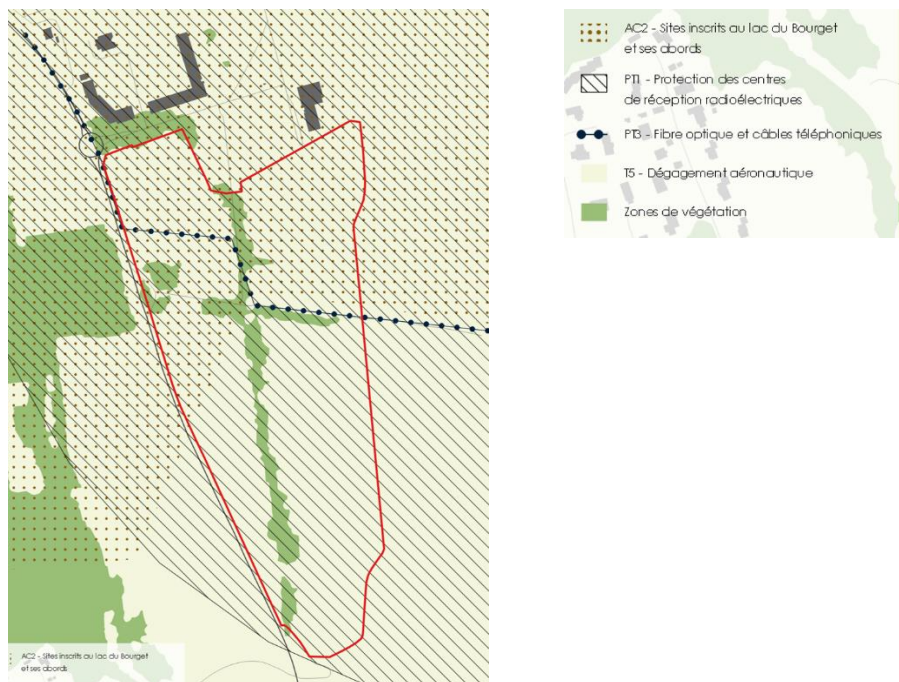 AC2 - Sites inscrits au lac du Bourget
et ses abords
PT1 - Protection des centres
de réception radioélectriques
PT3 - Fibre optique et câbles téléphoniques
T5 - Dégagement aéronautique
Zones de végétation
AC2 - Sites inscrits au lac du Bourget
et ses abords